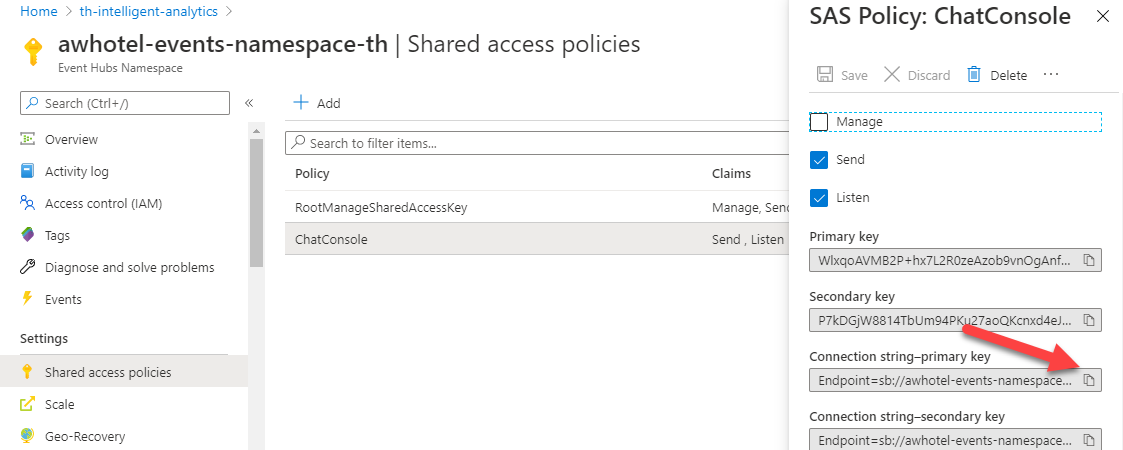 Home > th-intelligent-analytics >
awhotel-events-namespace-th | Shared access policies
Event Hubs Namespace
Search (Ctrl+/)
«
Overview
Activity log
Access control (IAM)
Tags
Diagnose and solve problems
Events
Settings
Shared access policies
Scale
Geo-Recovery
+ Add
Search to filter items...
Policy Claims
RootManageSharedAccessKey Manage, Send
ChatConsole Send , Listen
SAS Policy: ChatConsole
Save Discard Delete ...
Manage
Send
Listen
Primary key
WlxqoAVMB2P+hx7L2R0zeAzob9vnOgAnf...
Secondary key
P7kDGjW8814TbUm94PKu27aoQKcnxd4eJ...
Connection string–primary key
Endpoint=sb://awhotel-events-namespace...
Connection string–secondary key
Endpoint=sb://awhotel-events-namespace...